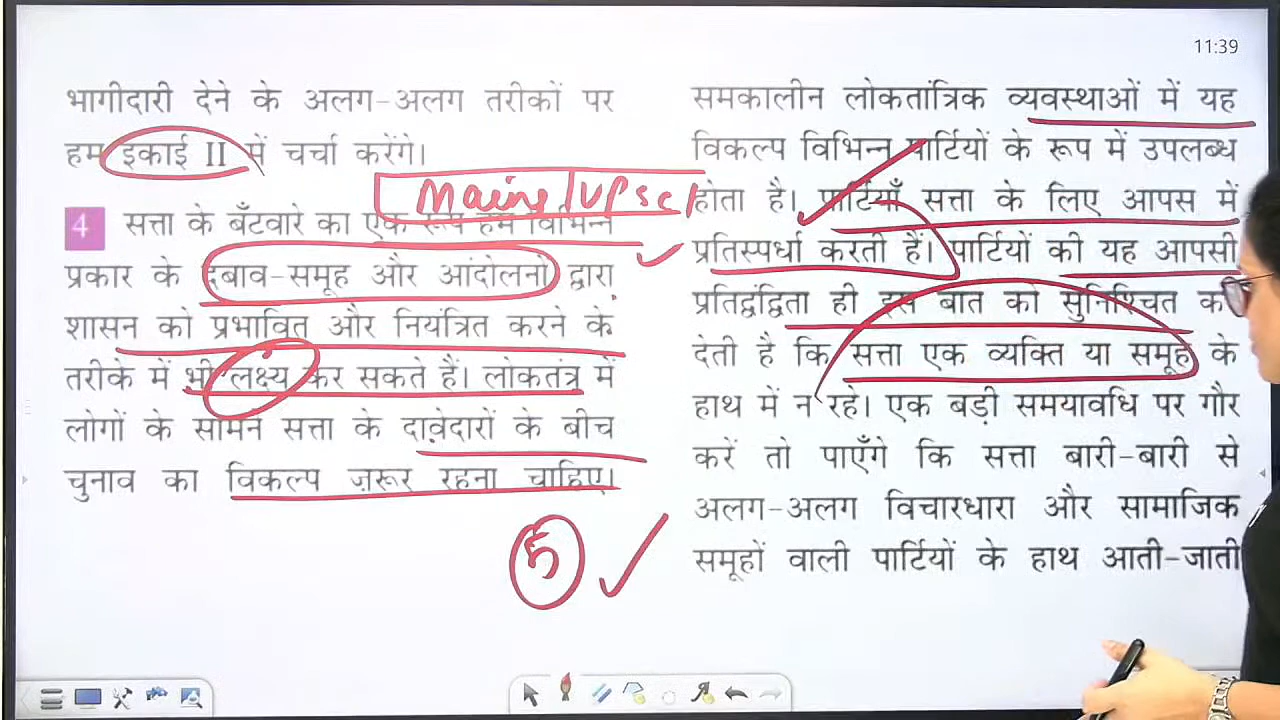 11:39
भागीदारी देने के अलग-अलग तरीकों पर
हम इकाई II में चर्चा करेंगे।
Mains/UPSC
4 सत्ता के बँटवारे का एक रूप हम विभिन्न
प्रकार के दबाव-समूह और आंदोलनों द्वारा
शासन को प्रभावित और नियंत्रित करने के
तरीके में भी लक्ष्य कर सकते हैं। लोकतंत्र में
लोगों के सामने सत्ता के दावेदारों के बीच
चुनाव का विकल्प ज़रूर रहना चाहिए।
5
समकालीन लोकतांत्रिक व्यवस्थाओं में यह
विकल्प विभिन्न पार्टियों के रूप में उपलब्ध
होता है। पार्टियाँ सत्ता के लिए आपस में
प्रतिस्पर्धा करती हैं। पार्टियों की यह आपसी
प्रतिद्वंद्विता ही इस बात को सुनिश्चित कर
देती है कि सत्ता एक व्यक्ति या समूह के
हाथ में न रहे। एक बड़ी समयावधि पर गौर
करें तो पाएँगे कि सत्ता बारी-बारी से
अलग-अलग विचारधारा और सामाजिक
समूहों वाली पार्टियों के हाथ आती-जाती